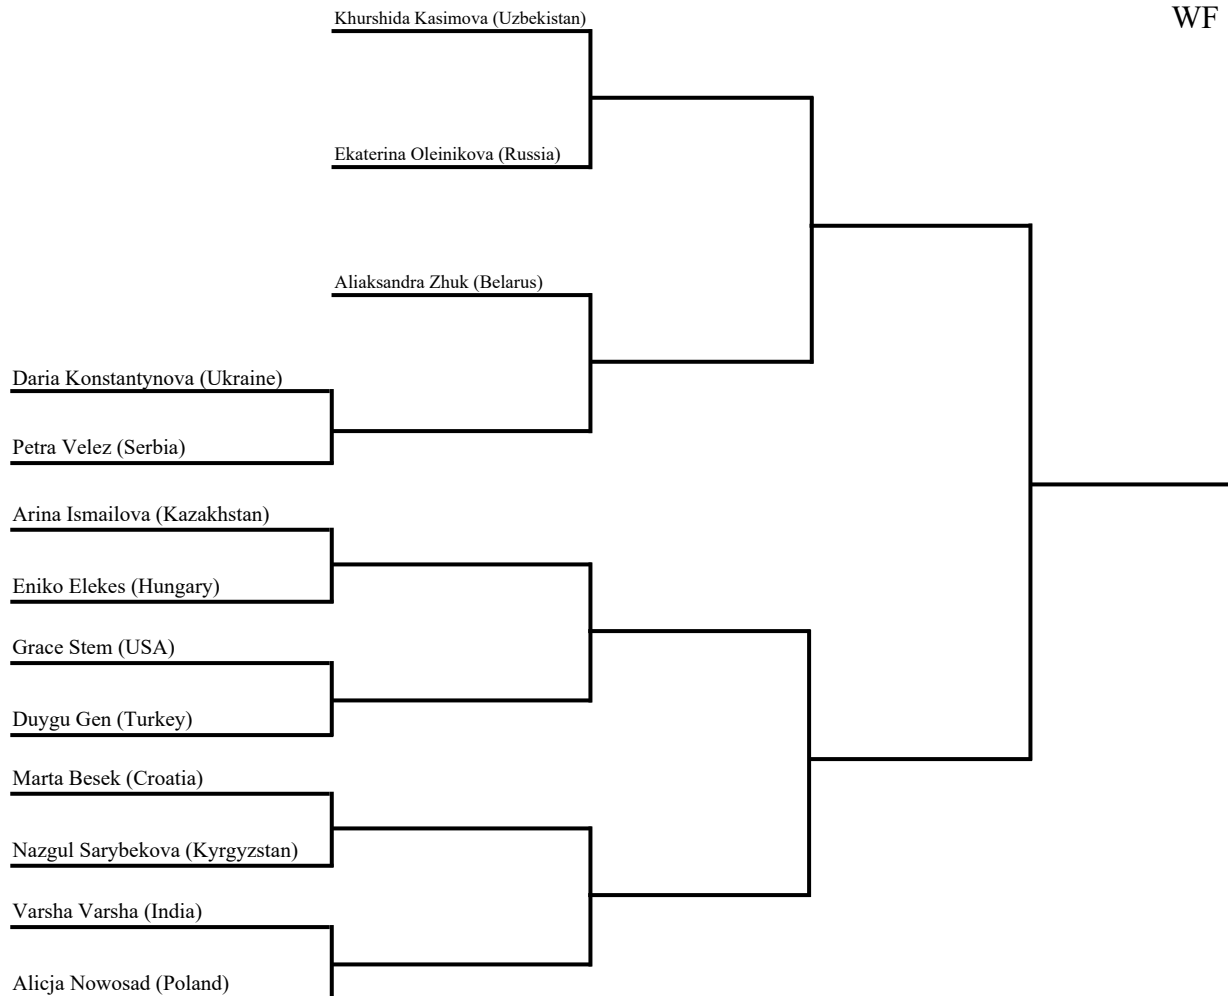 WF
Khurshida Kasimova (Uzbekistan)
Ekaterina Oleinikova (Russia)
Aliaksandra Zhuk (Belarus)
Daria Konstantynova (Ukraine)
Petra Velez (Serbia)
Arina Ismailova (Kazakhstan)
Eniko Elekes (Hungary)
Grace Stem (USA)
Duygu Gen (Turkey)
Marta Besek (Croatia)
Nazgul Sarybekova (Kyrgyzstan)
Varsha Varsha (India)
Alicja Nowosad (Poland)